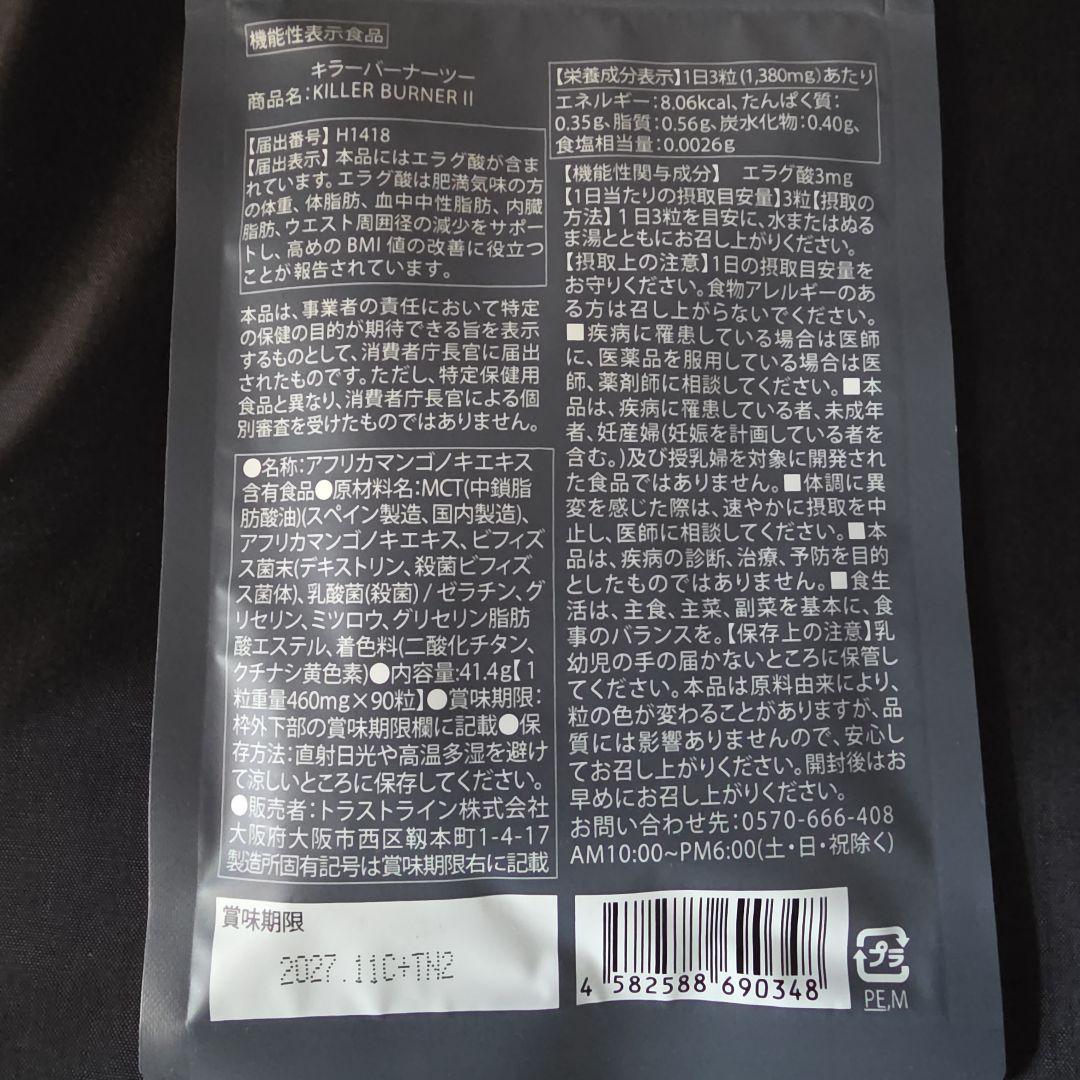 機能性表示食品
キラーバーナーツー
商品名:KILLER BURNER II
【届出番号】H1418
【届出表示】本品にはエラグ酸が含ま
れています。エラグ酸は肥満気味の方
の体重、体脂肪、血中中性脂肪、内臓
脂肪、ウエスト周囲径の減少をサポー
トし、高めのBMI値の改善に役立つ
ことが報告されています。
本品は、事業者の責任において特定
の保健の目的が期待できる旨を表示
するものとして、消費者庁長官に届出
されたものです。ただし、特定保健用
食品と異なり、消費者庁長官による個
別審査を受けたものではありません。
●名称:アフリカマンゴノキエキス
含有食品●原材料名:MCT(中鎖脂
肪酸油)(スペイン製造、国内製造)、
アフリカマンゴノキエキス、ビフィズ
ス菌末(デキストリン、殺菌ビフィズ
ス菌体)、乳酸菌(殺菌) / ゼラチン、グ
リセリン、ミツロウ、グリセリン脂肪
酸エステル、着色料(二酸化チタン、
クチナシ黄色素)●内容量:41.4g【1
粒重量460mg×90粒】●賞味期限:
枠外下部の賞味期限欄に記載●保
存方法:直射日光や高温多湿を避け
て涼しいところに保存してください。
●販売者:トラストライン株式会社
大阪府大阪市西区靱本町1-4-17
製造所固有記号は賞味期限右に記載
【栄養成分表示】1日3粒(1,380mg)あたり
エネルギー:8.06kcal、たんぱく質:
0.35g、脂質:0.56g、炭水化物:0.40g、
食塩相当量:0.0026g
【機能性関与成分】 エラグ酸3mg
【1日当たりの摂取目安量】3粒【摂取の
方法】1日3粒を目安に、水またはぬる
ま湯とともにお召し上がりください。
【摂取上の注意】1日の摂取目安量を
お守りください。食物アレルギーのあ
る方は召し上がらないでください。
■疾病に罹患している場合は医師
に、医薬品を服用している場合は医
師、薬剤師に相談してください。■本
品は、疾病に罹患している者、未成年
者、妊産婦(妊娠を計画している者を
含む。)及び授乳婦を対象に開発され
た食品ではありません。■体調に異
変を感じた際は、速やかに摂取を中
止し、医師に相談してください。■本
品は、疾病の診断、治療、予防を目的
としたものではありません。■食生
活は、主食、主菜、副菜を基本に、食
事のバランスを。【保存上の注意】乳
幼児の手の届かないところに保管し
てください。本品は原料由来により、
粒の色が変わることがありますが、品
質には影響ありませんので、安心し
てお召し上がりください。開封後はお
早めにお召し上がりください。
お問い合わせ先:0570-666-408
AM10:00~PM6:00(土・日・祝除く)
賞味期限
2027.11C+TN2
4 582588 690348
プラ
PE,M